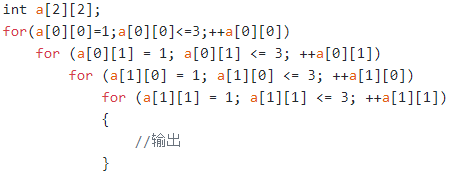 int a[2][2];
for(a[0][0]=1;a[0][0]<=3;++a[0][0])
    for (a[0][1] = 1; a[0][1] <= 3; ++a[0][1])
        for (a[1][0] = 1; a[1][0] <= 3; ++a[1][0])
            for (a[1][1] = 1; a[1][1] <= 3; ++a[1][1])
            {
                //输出
            }